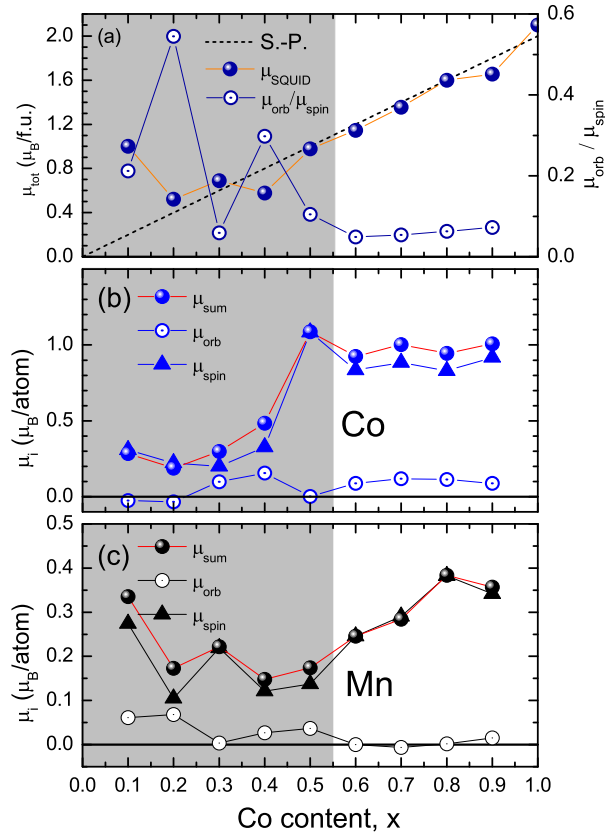 (a)
S.-P.
μSQUID
μorb/μspin
2.0
1.6
1.2
0.8
0.4
0.0
μtot (μB/f.u.)
0.6
0.4
0.2
0.0
μorb / μspin
(b)
μsum
μorb
μspin
1.0
0.5
0.0
μi (μB/atom)
Co
(c)
μsum
μorb
μspin
0.5
0.4
0.3
0.2
0.1
0.0
μi (μB/atom)
Mn
0.0 0.1 0.2 0.3 0.4 0.5 0.6 0.7 0.8 0.9 1.0
Co content, x